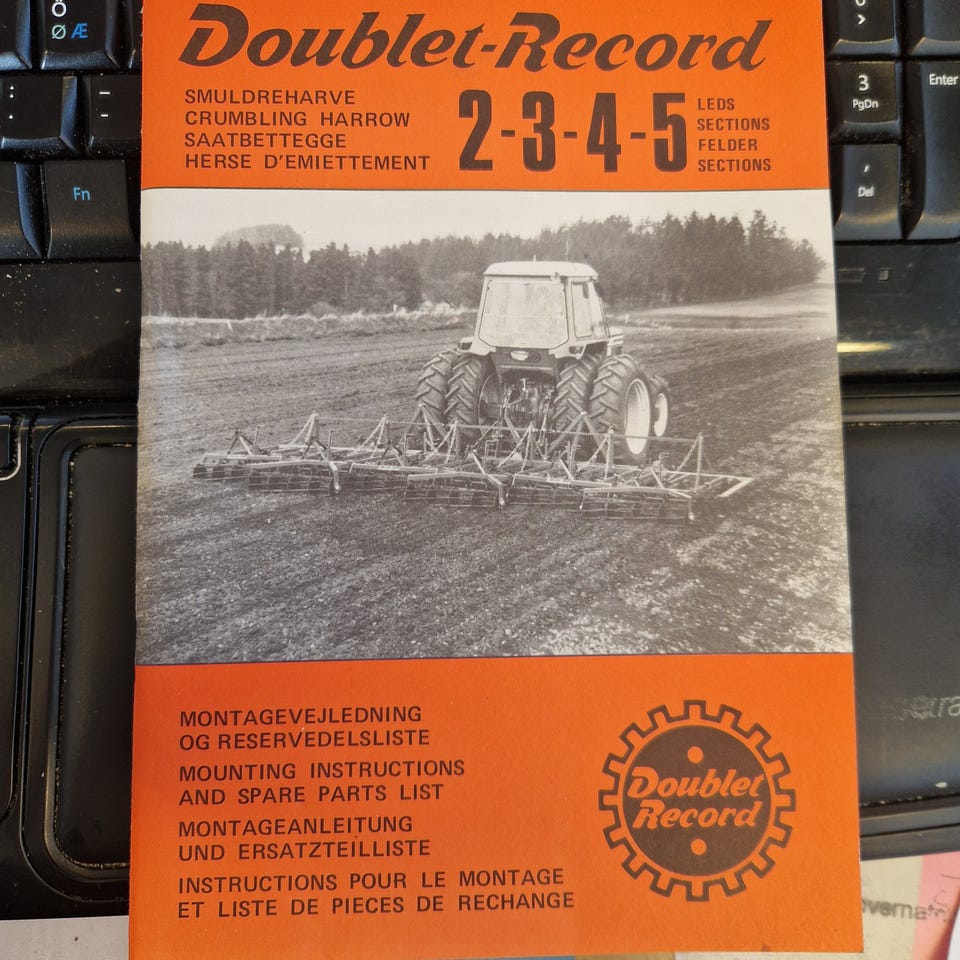 Doublet-Record
SMULDREHARVE
CRUMBLING HARROW
SAATBETTEGGE
HERSE D'EMIETTEMENT
2-3-4-5
LEDS
SECTIONS
FELDER
SECTIONS
MONTAGEVEJLEDNING
OG RESERVEDELSLISTE
MOUNTING INSTRUCTIONS
AND SPARE PARTS LIST
MONTAGEANLEITUNG
UND ERSATZTEILLISTE
INSTRUCTIONS POUR LE MONTAGE
ET LISTE DE PIECES DE RECHANGE
Doublet
Record
Ö
Ø Æ
: -
. -
Fn
>
3
PgDn
Enter
,
Del